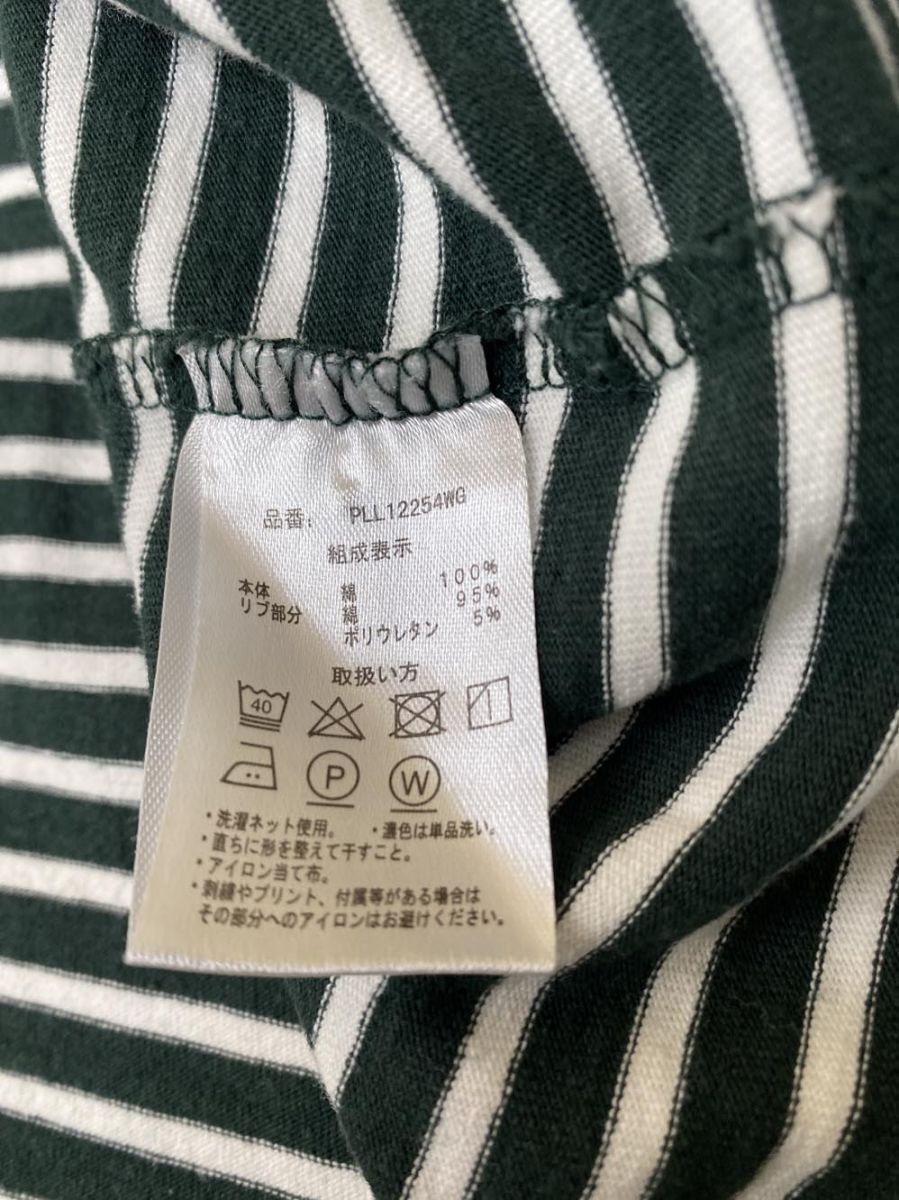 品番: PLL12254WG
組成表示
本体 綿 100%
リブ部分 綿 95%
ポリウレタン 5%
取扱い方
40
P W
・洗濯ネット使用。 ・濃色は単品洗い。
・直ちに形を整えて干すこと。
・アイロン当て布。
・刺繍やプリント、付属等がある場合は
その部分へのアイロンはお避けください。